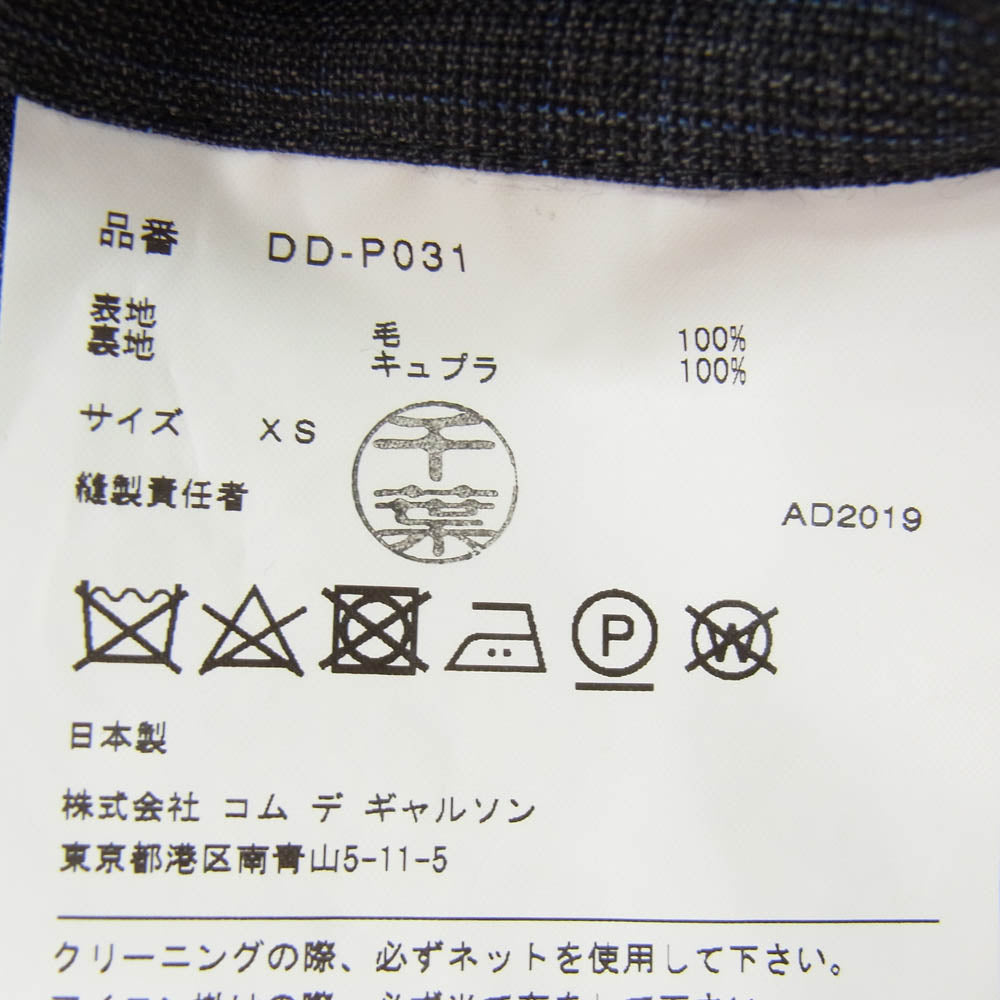 品番 DD-P031
表地 毛 100%
裏地 キュプラ 100%
サイズ XS
千葉
縫製責任者 AD2019
P W
日本製
株式会社 コム デ ギャルソン
東京都港区南青山5-11-5
クリーニングの際、必ずネットを使用して下さい。